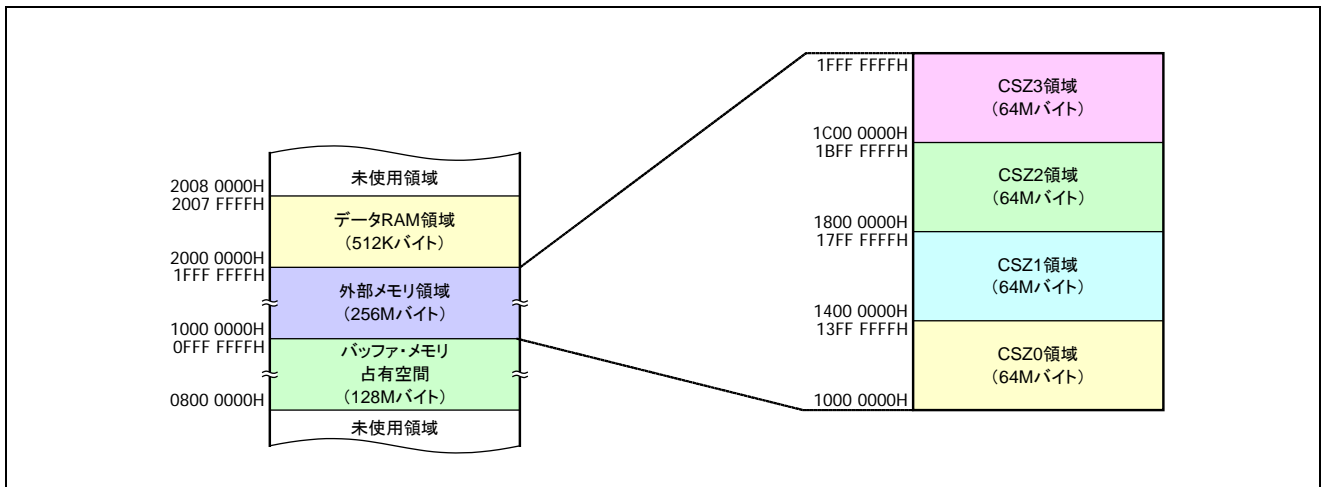 2008 0000H
2007 FFFFH
2000 0000H
1FFF FFFFH
1000 0000H
0FFF FFFFH
0800 0000H
未使用領域
データRAM領域
(512Kバイト)
外部メモリ領域
(256Mバイト)
バッファ・メモリ
占有空間
(128Mバイト)
未使用領域
1FFF FFFFH
1C00 0000H
1BFF FFFFH
1800 0000H
17FF FFFFH
1400 0000H
13FF FFFFH
1000 0000H
CSZ3領域
(64Mバイト)
CSZ2領域
(64Mバイト)
CSZ1領域
(64Mバイト)
CSZ0領域
(64Mバイト)